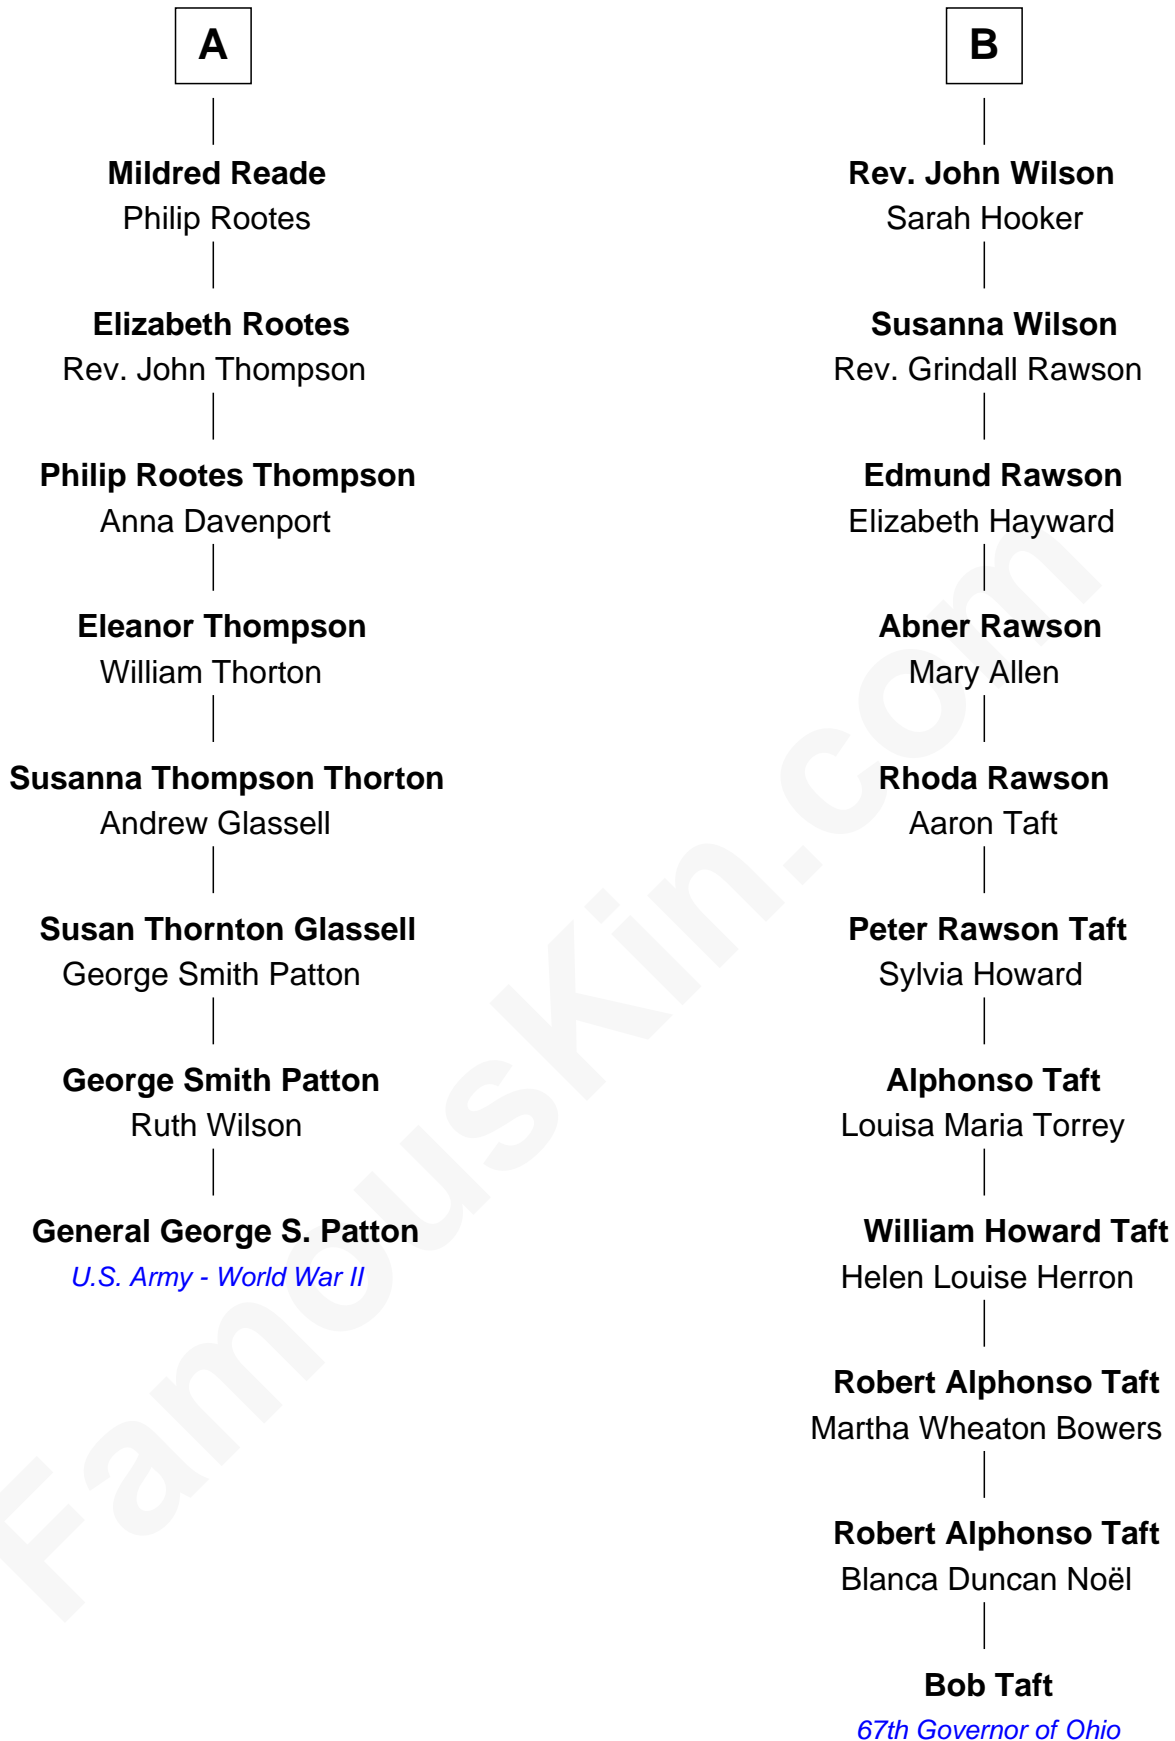 A
Mildred Reade
Philip Rootes
Elizabeth Rootes
Rev. John Thompson
Philip Rootes Thompson
Anna Davenport
Eleanor Thompson
William Thorton
Susanna Thompson Thorton
Andrew Glassell
Susan Thornton Glassell
George Smith Patton
George Smith Patton
Ruth Wilson
General George S. Patton
U.S. Army - World War II
B
Rev. John Wilson
Sarah Hooker
Susanna Wilson
Rev. Grindall Rawson
Edmund Rawson
Elizabeth Hayward
Abner Rawson
Mary Allen
Rhoda Rawson
Aaron Taft
Peter Rawson Taft
Sylvia Howard
Alphonso Taft
Louisa Maria Torrey
William Howard Taft
Helen Louise Herron
Robert Alphonso Taft
Martha Wheaton Bowers
Robert Alphonso Taft
Blanca Duncan Noël
Bob Taft
67th Governor of Ohio
FamousKin.com